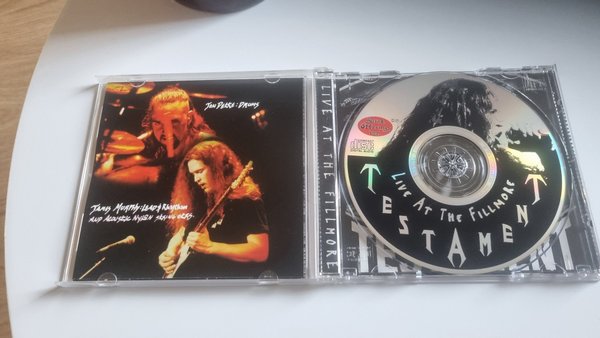 JON DETTE: DRUMS
JAMES MURPHY: LEAD & RHYTHM
AND ACOUSTIC NYLON STRING GTRS.
LIVE AT THE FILLMORE
LIVE AT THE FILLMORE
TESTAMENT